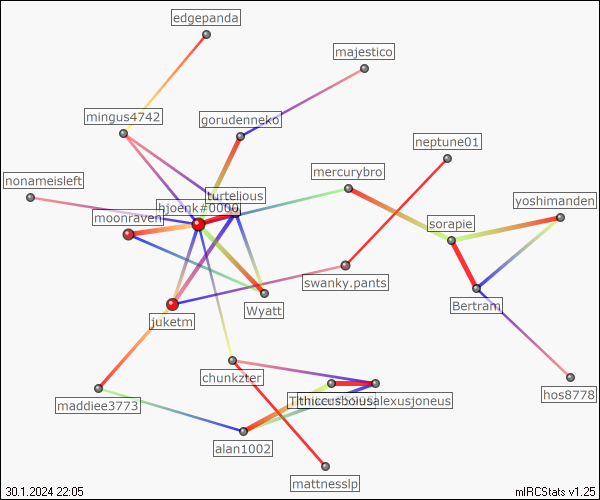 edgepanda
majestico
mingus4742
gorudenneko
neptune01
mercurybro
nonameisleft
turtelious
yoshimanden
hjoenk#0000
moonraven
sorapie
swanky.pants
Bertram
Wyatt
juketm
chunkzter
hos8778
maddiee3773
alan1002
mattnesslp
30.1.2024 22:05
mIRCStats v1.25